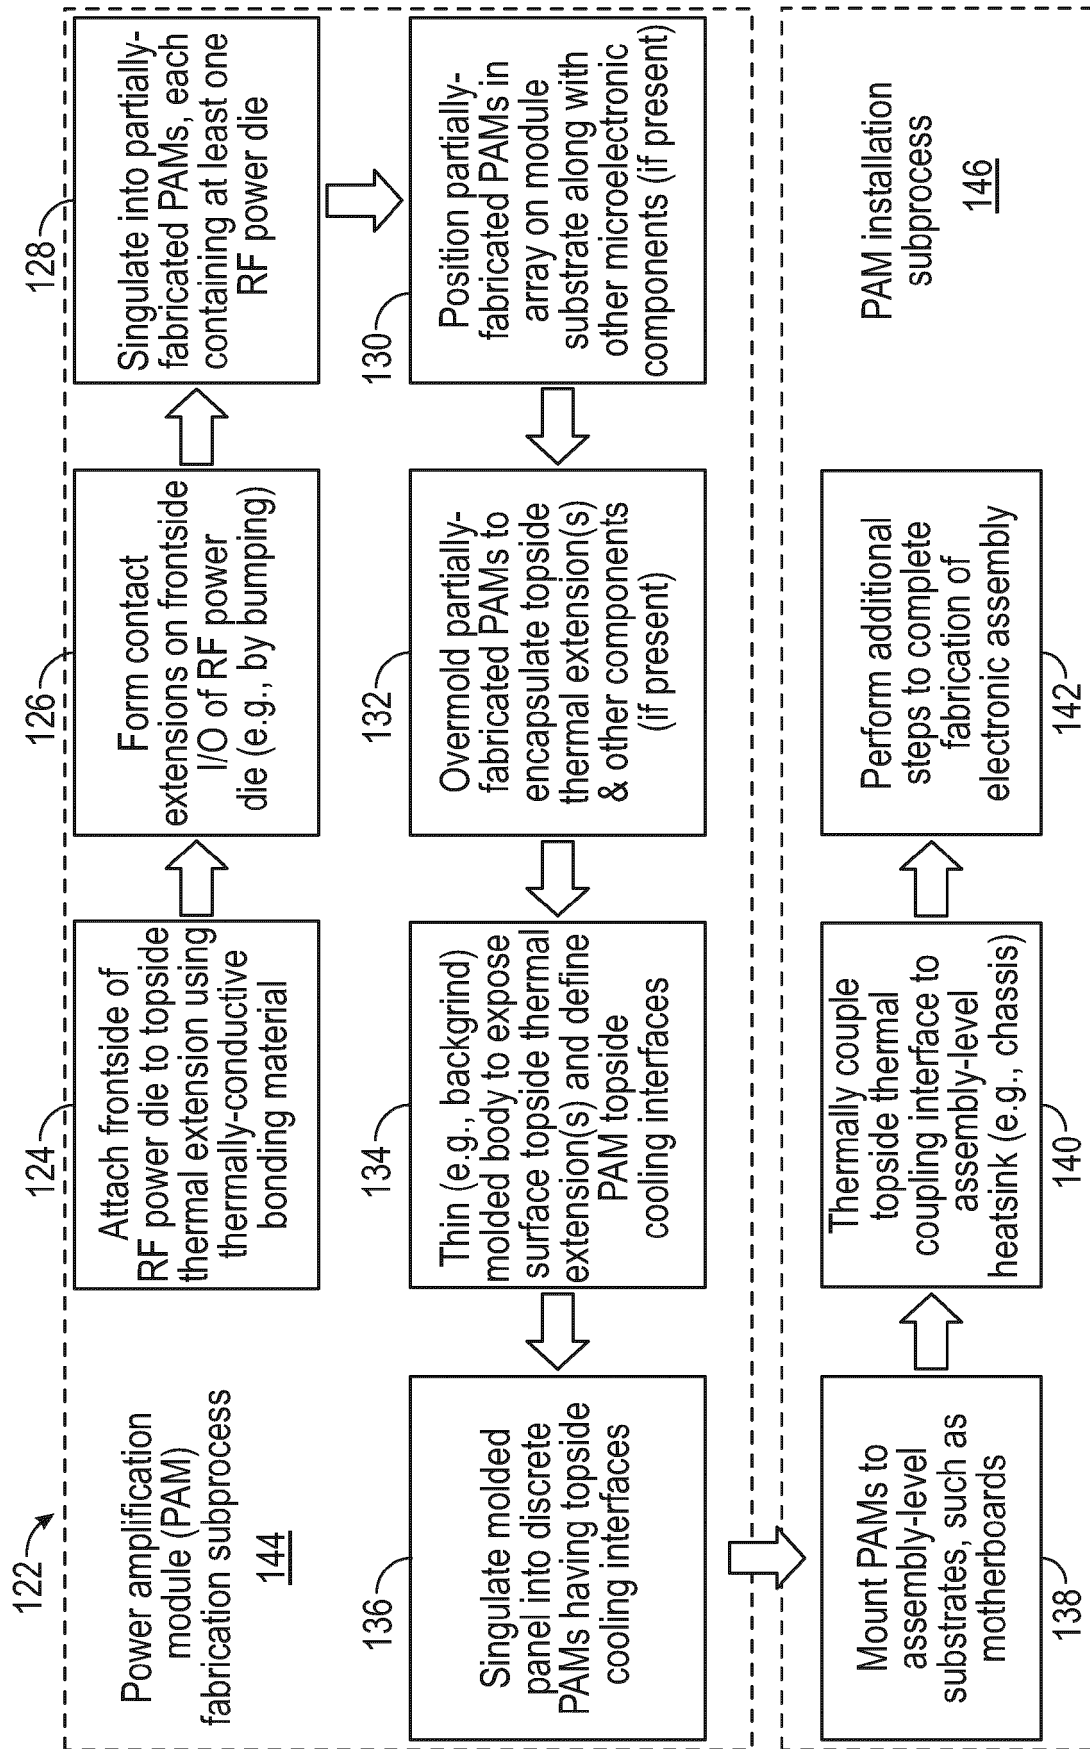 122
Power amplification
module (PAM)
fabrication subprocess
144
124
Attach frontside of
RF power die to topside
thermal extension using
thermally-conductive
bonding material
126
Form contact
extensions on frontside
I/O of RF power
die (e.g., by bumping)
128
Singulate into partially-
fabricated PAMs, each
containing at least one
RF power die
130
Position partially-
fabricated PAMs in
array on module
substrate along with
other microelectronic
components (if present)
132
Overmold partially-
fabricated PAMs to
encapsulate topside
thermal extension(s)
& other components
(if present)
134
Thin (e.g., backgrind)
molded body to expose
surface topside thermal
extension(s) and define
PAM topside
cooling interfaces
136
Singulate molded
panel into discrete
PAMs having topside
cooling interfaces
Mount PAMs to
assembly-level
substrates, such as
motherboards
138
Thermally couple
topside thermal
coupling interface to
assembly-level
heatsink (e.g., chassis)
140
Perform additional
steps to complete
fabrication of
electronic assembly
142
PAM installation
subprocess
146